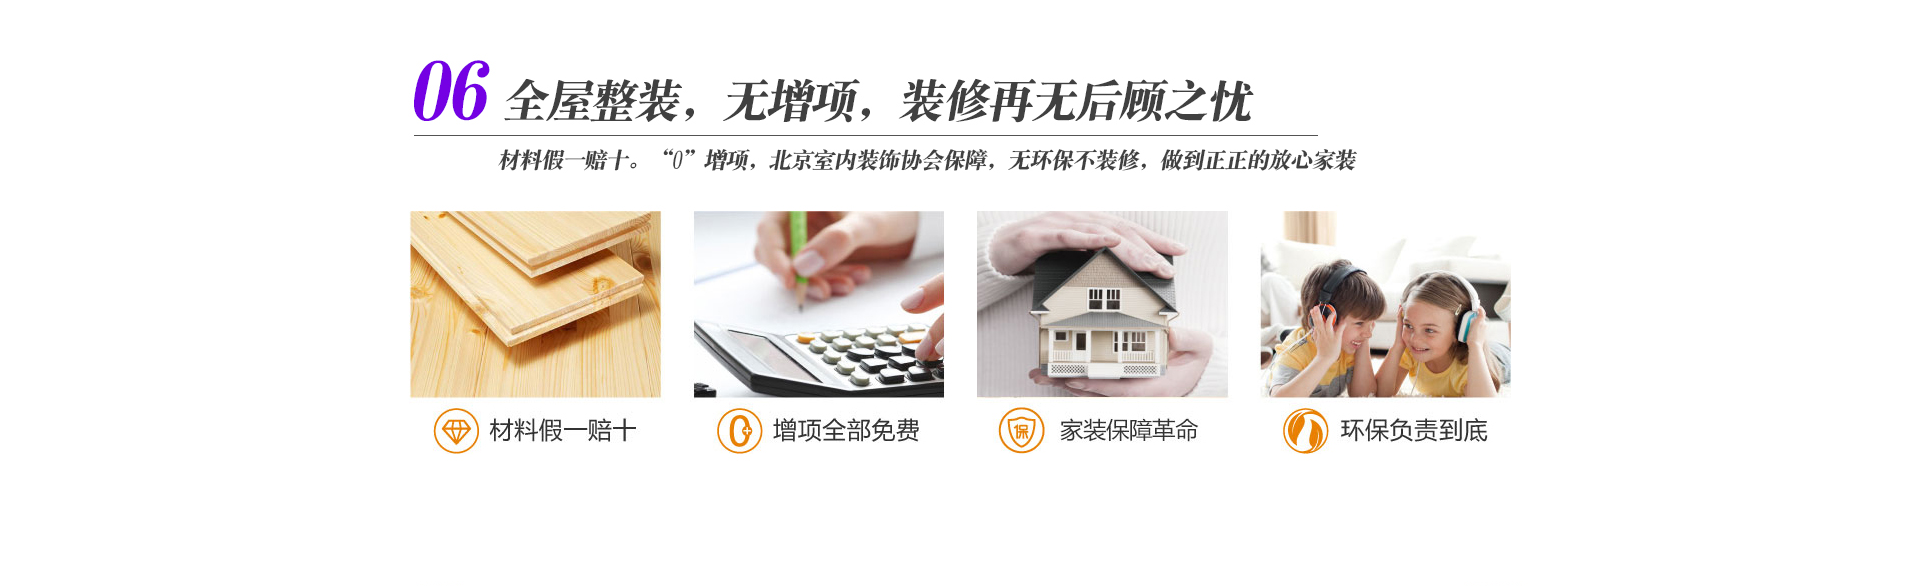 06 全屋整装，无增项，装修再无后顾之忧
材料假一赔十。“0”增项，北京室内装饰协会保障，无环保不装修，做到正正的放心家装
材料假一赔十
增项全部免费
保
家装保障革命
环保负责到底